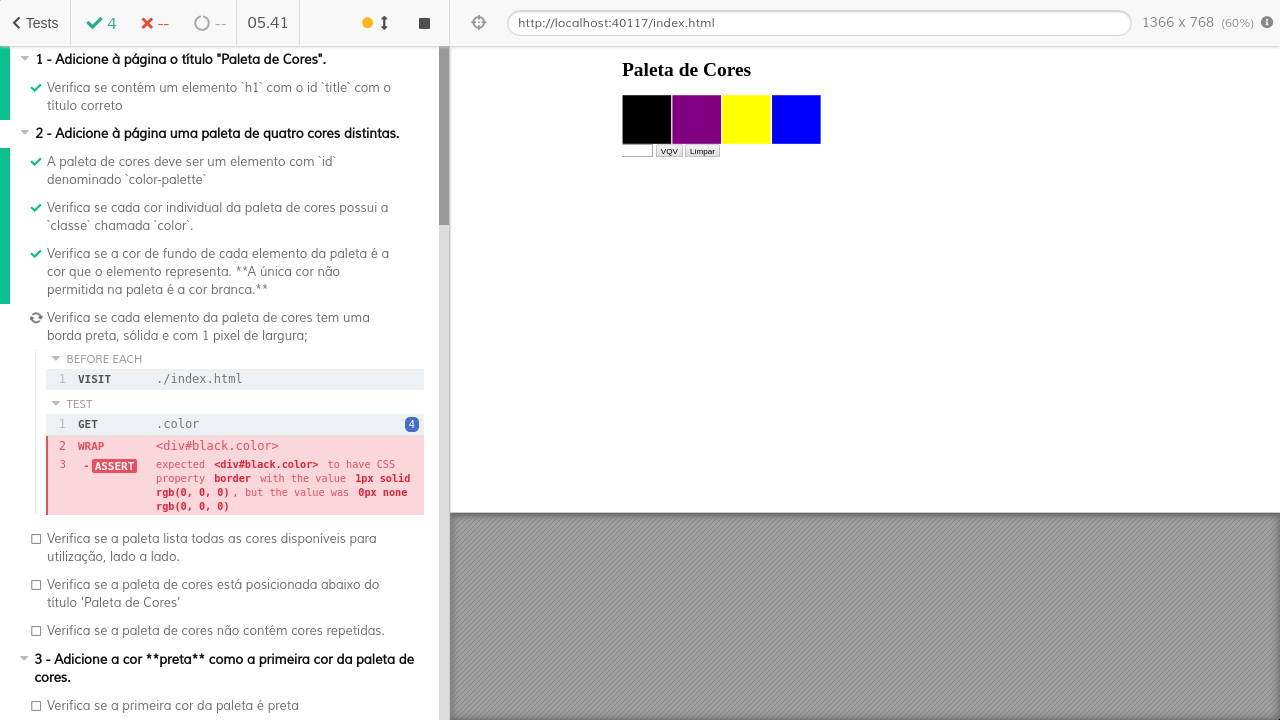 Tests 4 -- -- 05.41 http://localhost:40117/index.html 1366 x 768 (60%)
1 - Adicione à página o título "Paleta de Cores".
Verifica se contém um elemento `h1` com o id `title` com o
título correto
2 - Adicione à página uma paleta de quatro cores distintas.
A paleta de cores deve ser um elemento com `id`
denominado `color-palette`
Verifica se cada cor individual da paleta de cores possui a
`classe` chamada `color`.
Verifica se a cor de fundo de cada elemento da paleta é a
cor que o elemento representa. **A única cor não
permitida na paleta é a cor branca.**
Verifica se cada elemento da paleta de cores tem uma
borda preta, sólida e com 1 pixel de largura;
BEFORE EACH
1 VISIT ./index.html
TEST
1 GET .color 4
2 WRAP <div#black.color>
3 - ASSERT expected <div#black.color> to have CSS
property border with the value 1px solid
rgb(0, 0, 0) , but the value was 0px none
rgb(0, 0, 0)
Verifica se a paleta lista todas as cores disponíveis para
utilização, lado a lado.
Verifica se a paleta de cores está posicionada abaixo do
título 'Paleta de Cores'
Verifica se a paleta de cores não contém cores repetidas.
3 - Adicione a cor **preta** como a primeira cor da paleta de
cores.
Verifica se a primeira cor da paleta é preta
Paleta de Cores
VQV Limpar